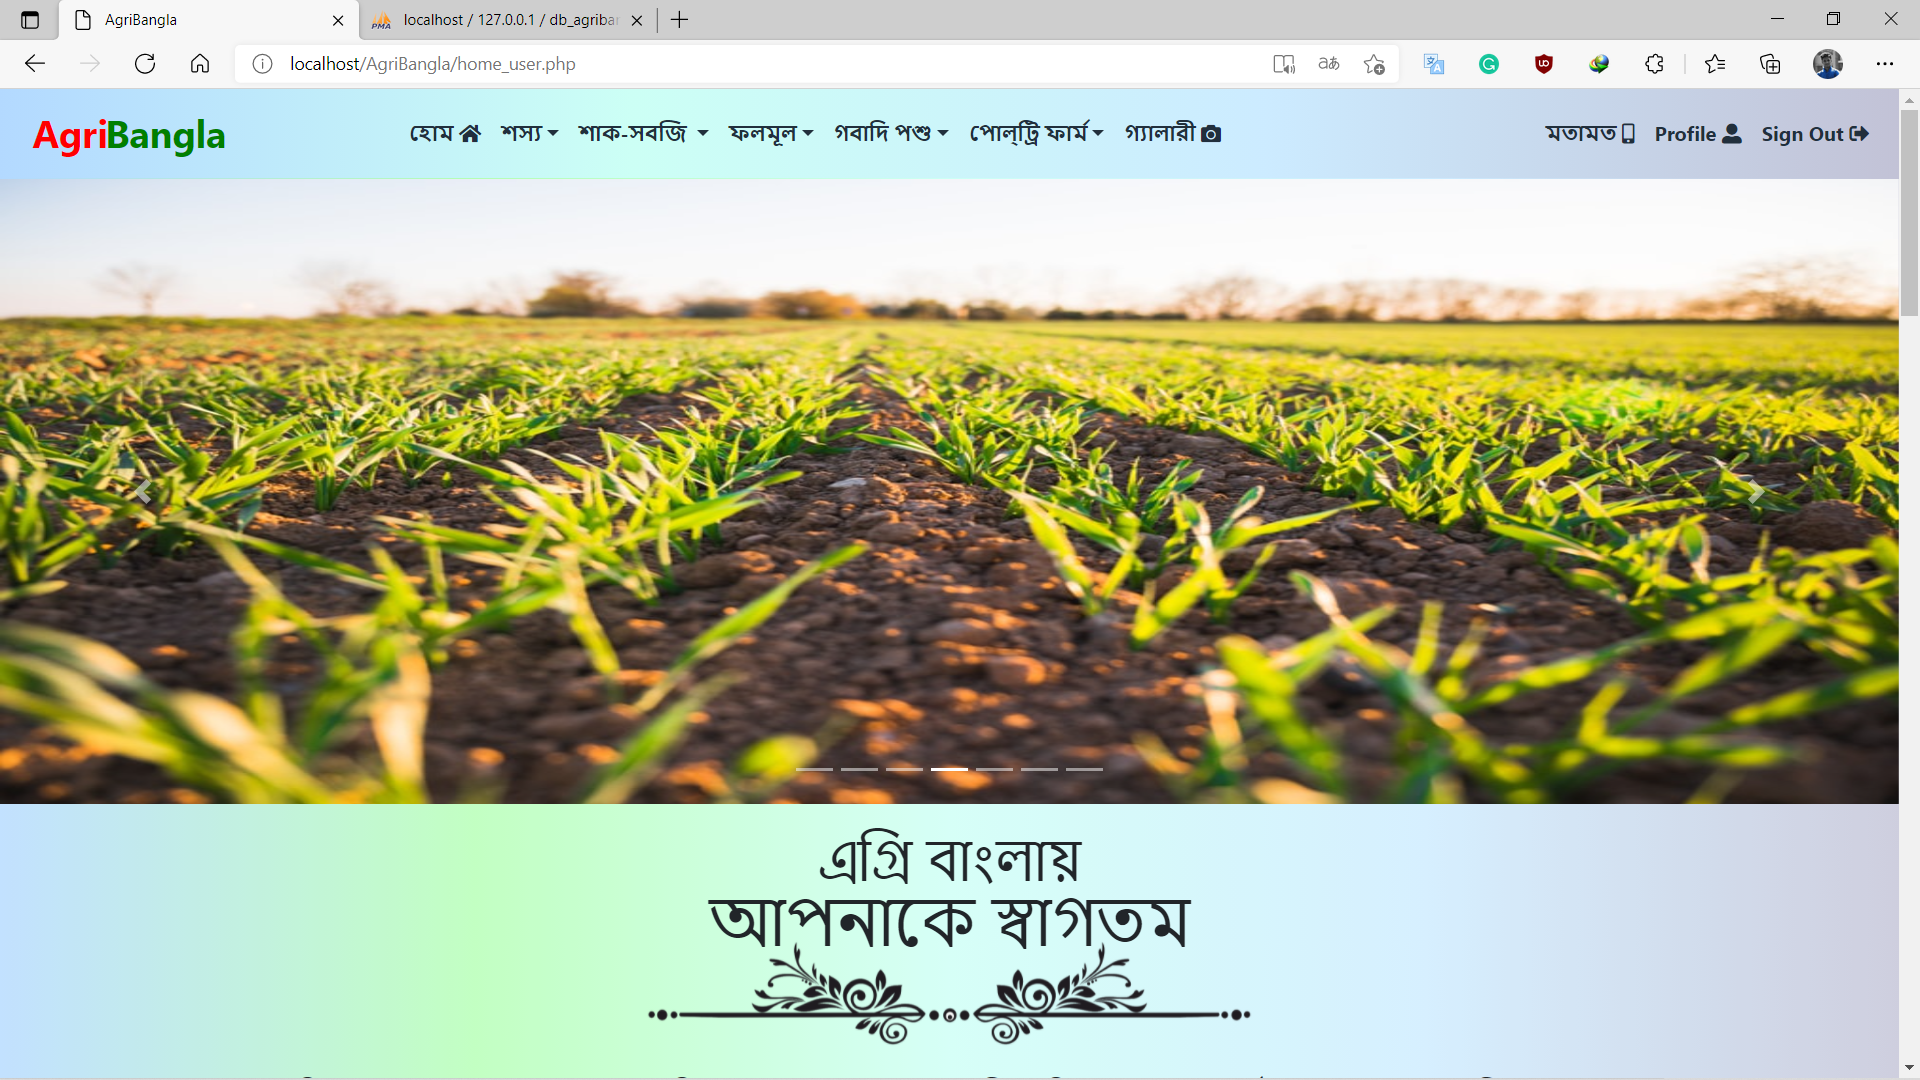 AgriBangla
localhost / 127.0.0.1 / db_agribar
localhost/AgriBangla/home_user.php
AgriBangla
হোম শস্য শাক-সবজি ফলমূল গবাদি পশু পোল্ট্রি ফার্ম গ্যালারী
মতামত Profile Sign Out
এগ্রি বাংলায়
আপনাকে স্বাগতম